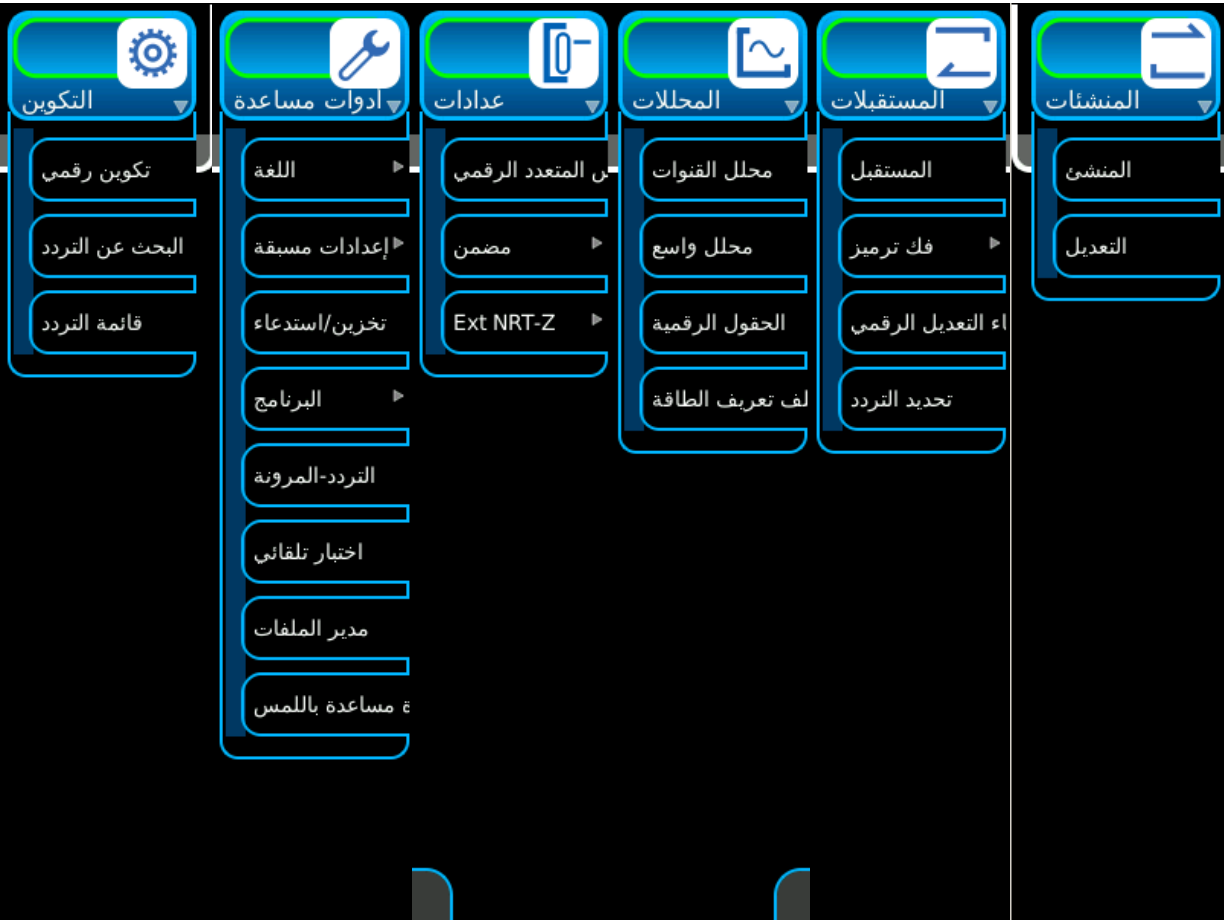 المنشئات
المنشئ
التعديل
المستقبلات
المستقبل
فك ترميز
التعديل الرقمي
تحديد التردد
المحللات
محلل القنوات
محلل واسع
الحقول الرقمية
تعريف الطاقة
عدادات
المتعدد الرقمي
مضمن
Ext NRT-Z
أدوات مساعدة
اللغة
إعدادات مسبقة
تخزين/استدعاء
البرنامج
التردد-المرونة
اختبار تلقائي
مدير الملفات
مساعدة باللمس
التكوين
تكوين رقمي
البحث عن التردد
قائمة التردد